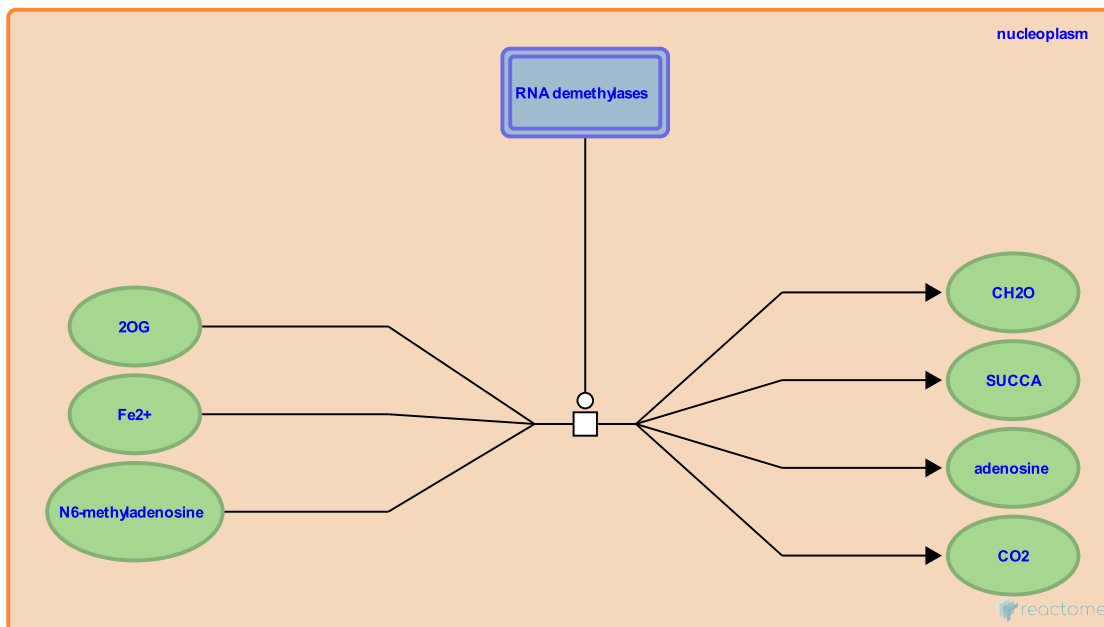 nucleoplasm
RNA demethylases
2OG
Fe2+
N6-methyladenosine
CH2O
SUCCA
adenosine
CO2
reactome